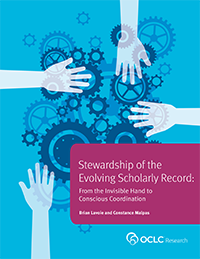 Stewardship of the
Evolving Scholarly Record:
From the Invisible Hand to
Conscious Coordination
Brian Lavoie and Constance Malpas
OCLC Research